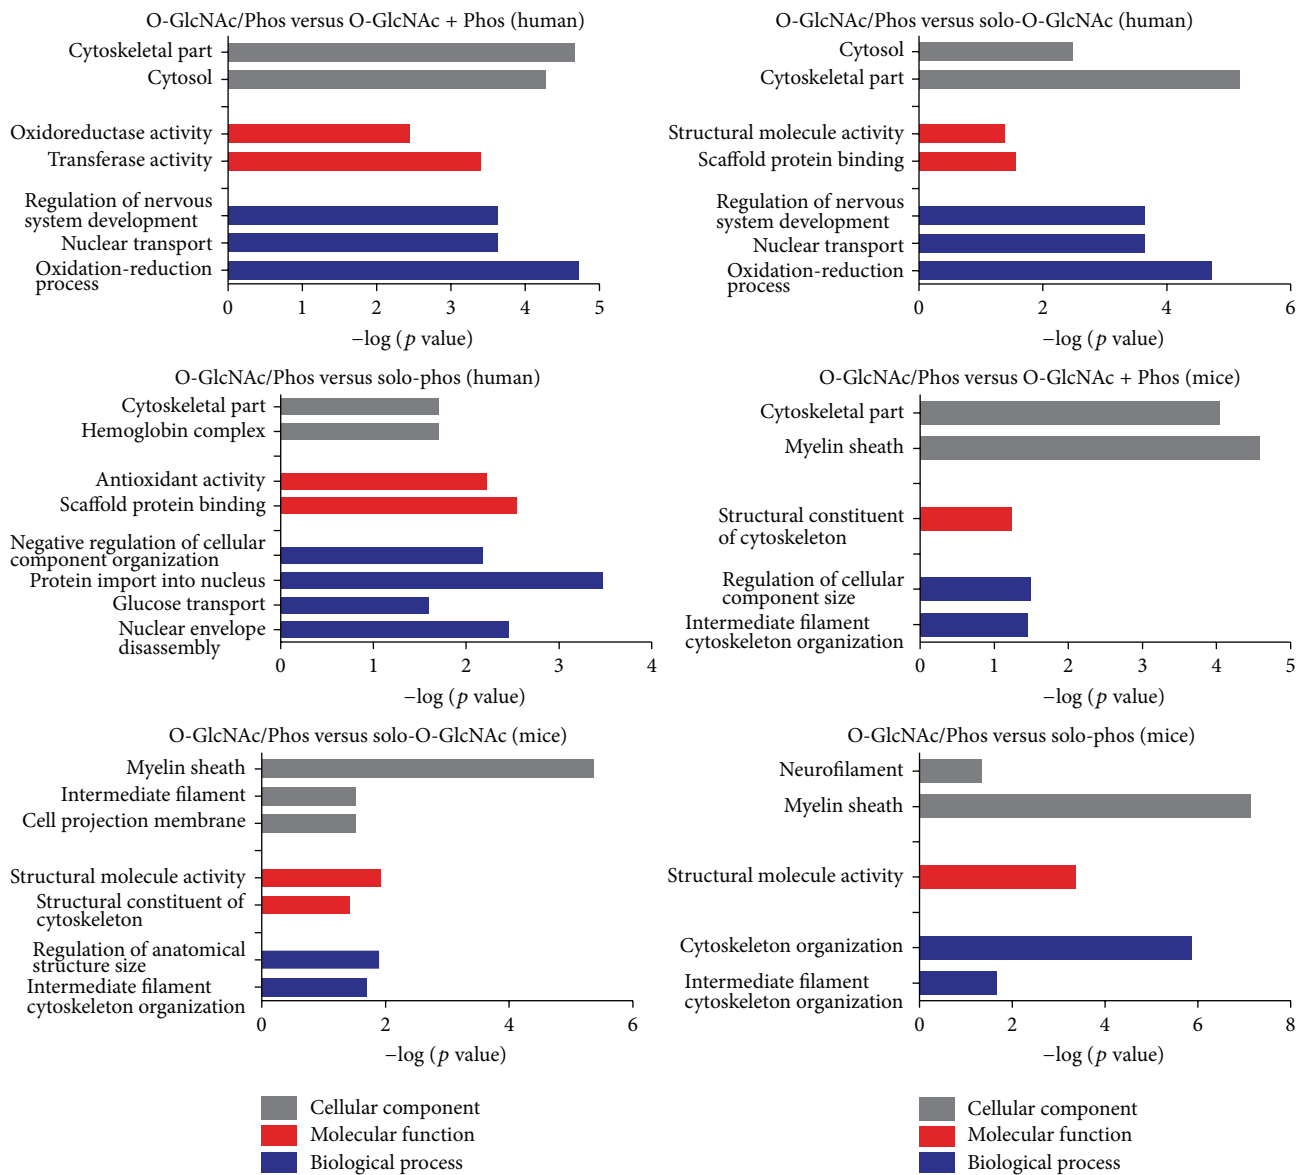 O-GlcNAc/Phos versus O-GlcNAc + Phos (human)
Cytoskeletal part
Cytosol
Oxidoreductase activity
Transferase activity
Regulation of nervous
system development
Nuclear transport
Oxidation-reduction
process
0 1 2 3 4 5
−log (p value)
O-GlcNAc/Phos versus solo-O-GlcNAc (human)
Cytosol
Cytoskeletal part
Structural molecule activity
Scaffold protein binding
Regulation of nervous
system development
Nuclear transport
Oxidation-reduction
process
0 2 4 6
−log (p value)
O-GlcNAc/Phos versus solo-phos (human)
Cytoskeletal part
Hemoglobin complex
Antioxidant activity
Scaffold protein binding
Negative regulation of cellular
component organization
Protein import into nucleus
Glucose transport
Nuclear envelope
disassembly
0 1 2 3 4
−log (p value)
O-GlcNAc/Phos versus O-GlcNAc + Phos (mice)
Cytoskeletal part
Myelin sheath
Structural constituent
of cytoskeleton
Regulation of cellular
component size
Intermediate filament
cytoskeleton organization
0 1 2 3 4 5
−log (p value)
O-GlcNAc/Phos versus solo-O-GlcNAc (mice)
Myelin sheath
Intermediate filament
Cell projection membrane
Structural molecule activity
Structural constituent of
cytoskeleton
Regulation of anatomical
structure size
Intermediate filament
cytoskeleton organization
0 2 4 6
−log (p value)
Cellular component
Molecular function
Biological process
O-GlcNAc/Phos versus solo-phos (mice)
Neurofilament
Myelin sheath
Structural molecule activity
Cytoskeleton organization
Intermediate filament
cytoskeleton organization
0 2 4 6 8
−log (p value)
Cellular component
Molecular function
Biological process